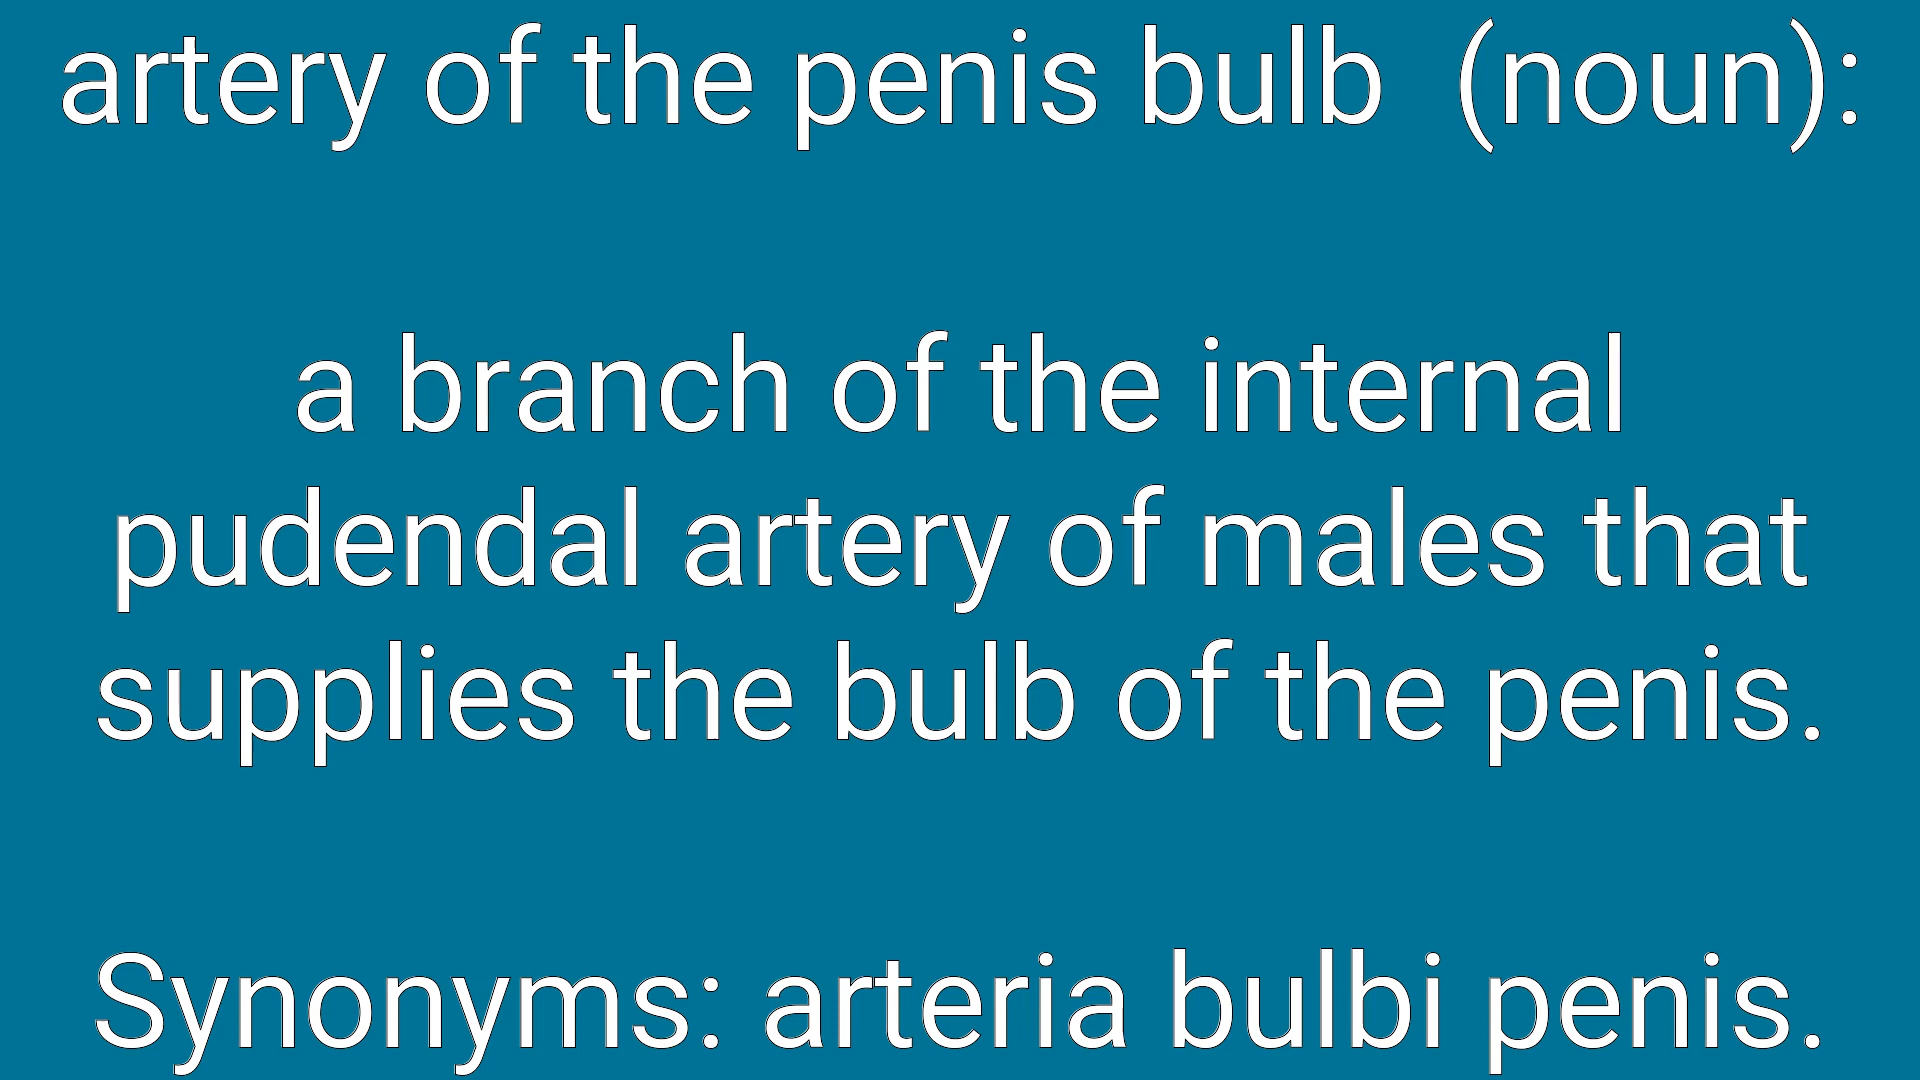 artery of the penis bulb  (noun):
a branch of the internal
pudendal artery of males that
supplies the bulb of the penis.
Synonyms: arteria bulbi penis.